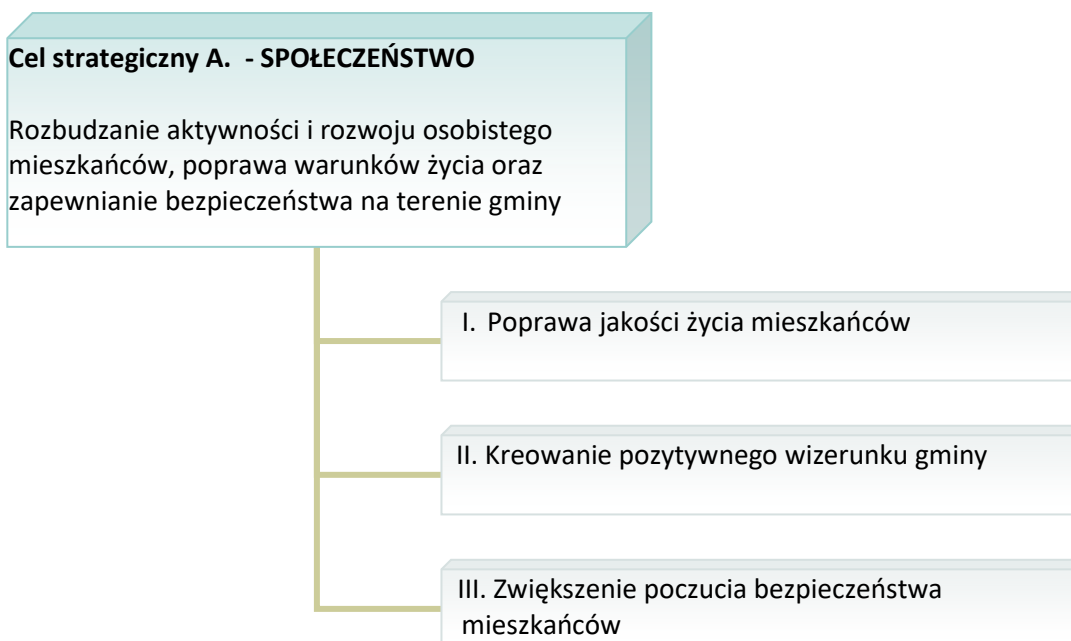 Cel strategiczny A. - SPOŁECZEŃSTWO
Rozbudzanie aktywności i rozwoju osobistego
mieszkańców, poprawa warunków życia oraz
zapewnianie bezpieczeństwa na terenie gminy
I. Poprawa jakości życia mieszkańców
II. Kreowanie pozytywnego wizerunku gminy
III. Zwiększenie poczucia bezpieczeństwa
mieszkańców